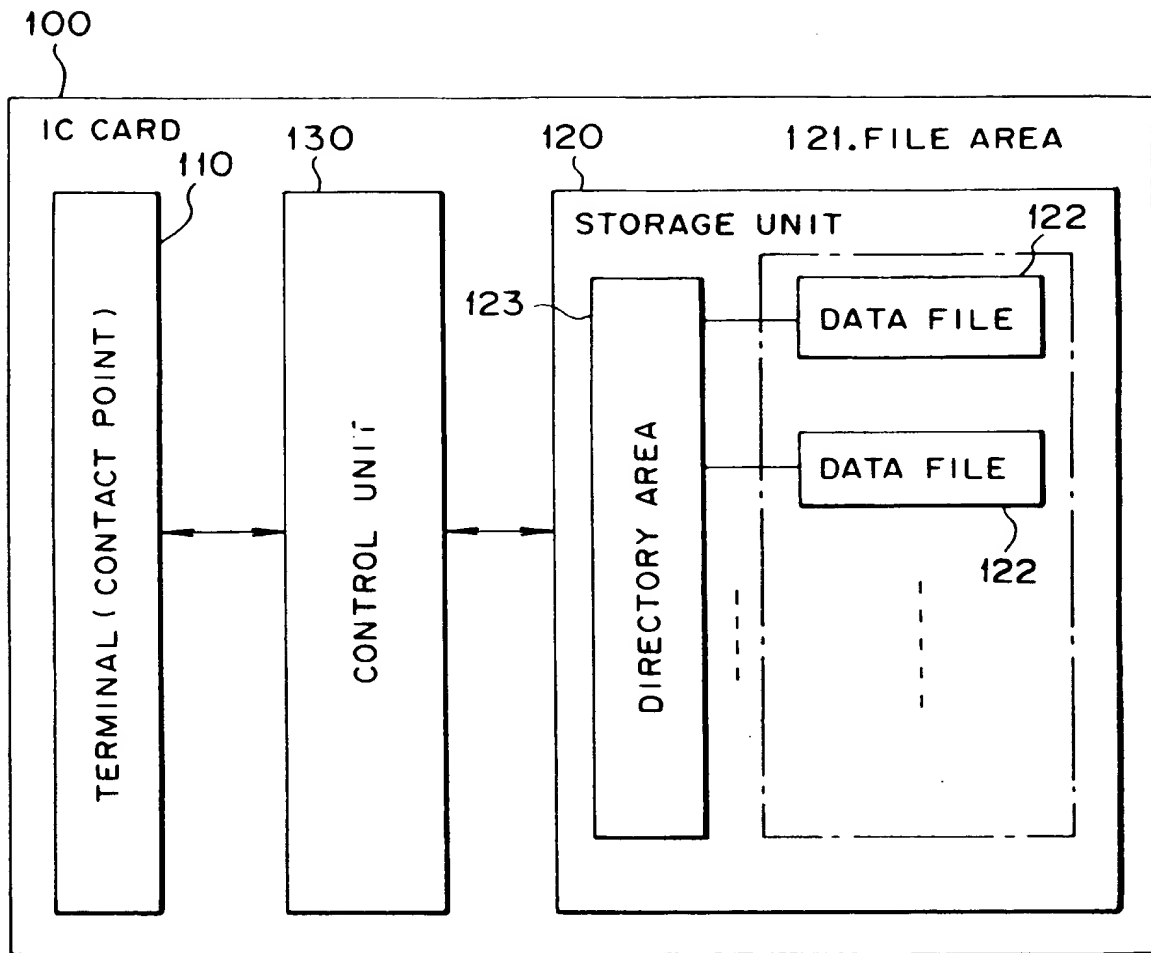 100
IC CARD
110
130
120
121.FILE AREA
TERMINAL (CONTACT POINT)
CONTROL UNIT
STORAGE UNIT
122
123
DATA FILE
DIRECTORY AREA
DATA FILE
122